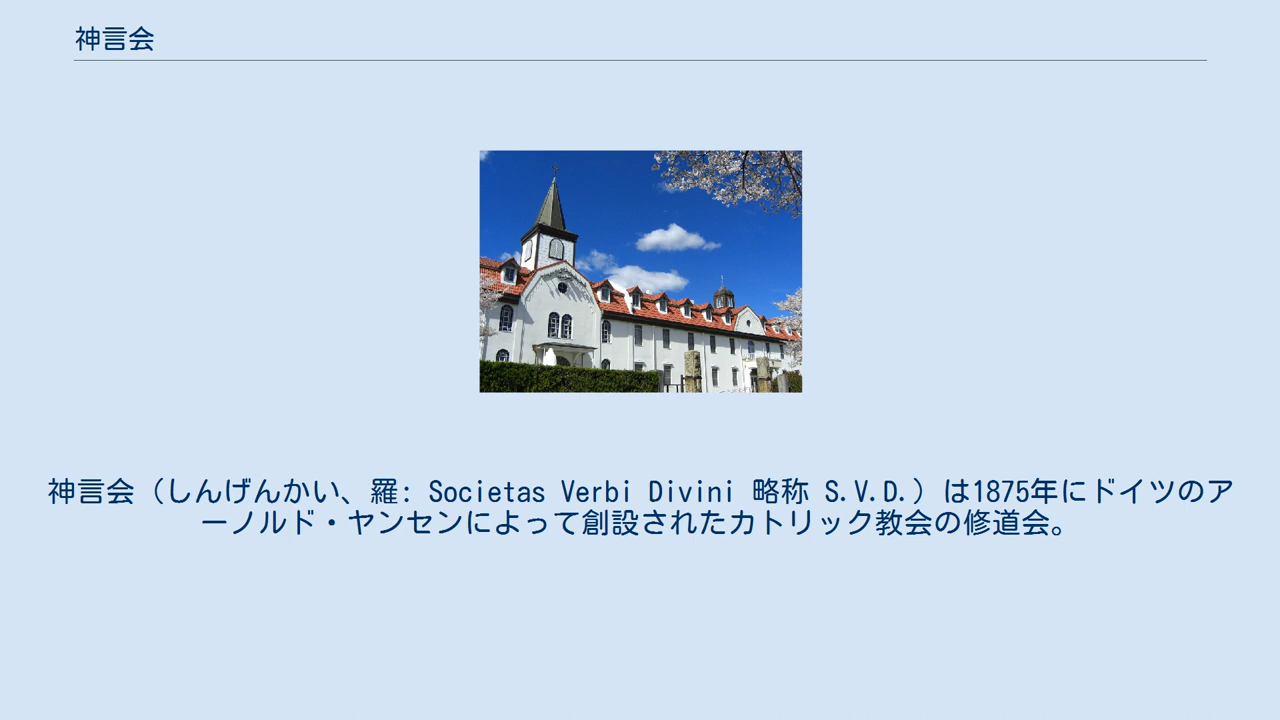 神言会
神言会（しんげんかい、羅: Societas Verbi Divini 略称 S.V.D.）は1875年にドイツのア
ーノルド・ヤンセンによって創設されたカトリック教会の修道会。